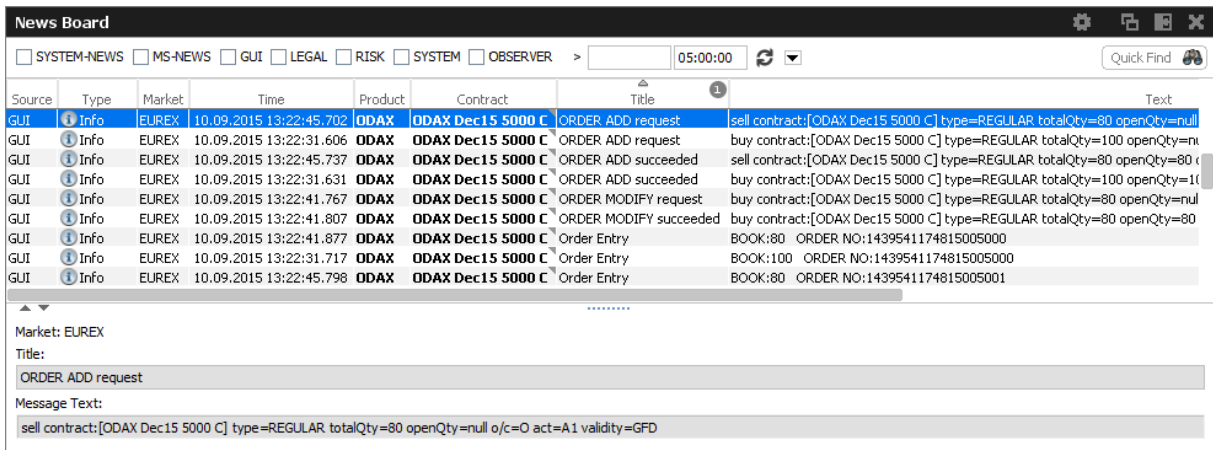 News Board
SYSTEM-NEWS MS-NEWS GUI LEGAL RISK SYSTEM OBSERVER > 05:00:00 Quick Find
1
Source Type Market Time Product Contract Title Text
GUI Info EUREX 10.09.2015 13:22:45.702 ODAX ODAX Dec15 5000 C ORDER ADD request sell contract:[ODAX Dec15 5000 C] type=REGULAR totalQty=80 openQty=null
GUI Info EUREX 10.09.2015 13:22:31.606 ODAX ODAX Dec15 5000 C ORDER ADD request buy contract:[ODAX Dec15 5000 C] type=REGULAR totalQty=100 openQty=
GUI Info EUREX 10.09.2015 13:22:45.737 ODAX ODAX Dec15 5000 C ORDER ADD succeeded sell contract:[ODAX Dec15 5000 C] type=REGULAR totalQty=80 openQty=80
GUI Info EUREX 10.09.2015 13:22:31.631 ODAX ODAX Dec15 5000 C ORDER ADD succeeded buy contract:[ODAX Dec15 5000 C] type=REGULAR totalQty=100 openQty=
GUI Info EUREX 10.09.2015 13:22:41.767 ODAX ODAX Dec15 5000 C ORDER MODIFY request buy contract:[ODAX Dec15 5000 C] type=REGULAR totalQty=80 openQty=nul
GUI Info EUREX 10.09.2015 13:22:41.807 ODAX ODAX Dec15 5000 C ORDER MODIFY succeeded buy contract:[ODAX Dec15 5000 C] type=REGULAR totalQty=80 openQty=80
GUI Info EUREX 10.09.2015 13:22:41.877 ODAX ODAX Dec15 5000 C Order Entry BOOK:80 ORDER NO:1439541174815005000
GUI Info EUREX 10.09.2015 13:22:31.717 ODAX ODAX Dec15 5000 C Order Entry BOOK:100 ORDER NO:1439541174815005000
GUI Info EUREX 10.09.2015 13:22:45.798 ODAX ODAX Dec15 5000 C Order Entry BOOK:80 ORDER NO:1439541174815005001
Market: EUREX
Title:
ORDER ADD request
Message Text:
sell contract:[ODAX Dec15 5000 C] type=REGULAR totalQty=80 openQty=null o/c=O act=A1 validity=GFD